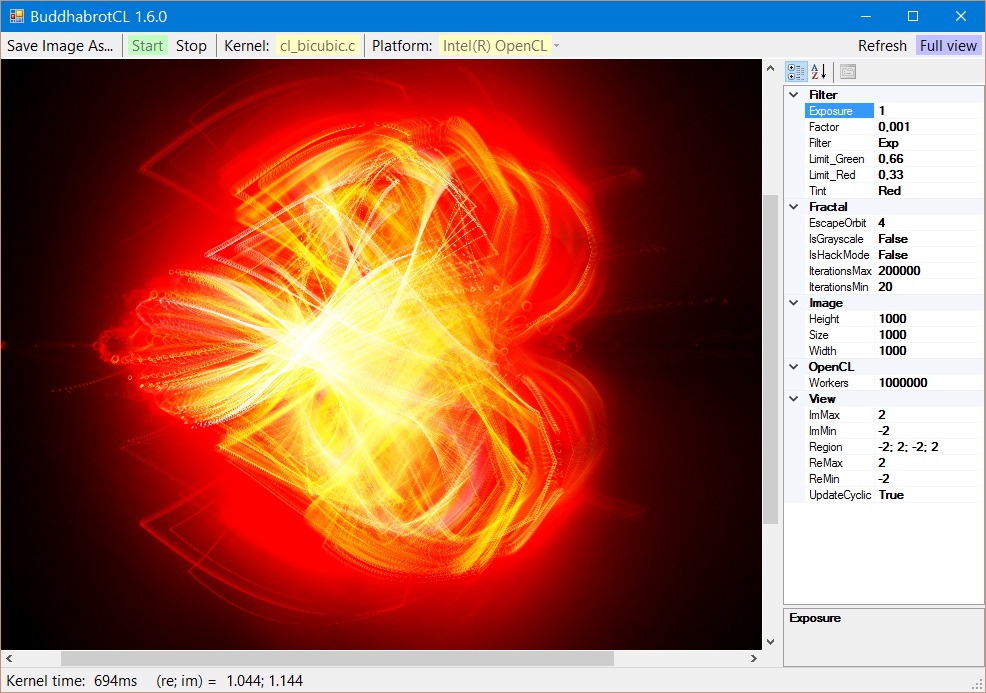 BuddhabrotCL 1.6.0
Save Image As... Start Stop Kernel: cl_bicubic.c Platform: Intel(R) OpenCL Refresh Full view
Filter
Exposure 1
Factor 0,001
Filter Exp
Limit_Green 0,66
Limit_Red 0,33
Tint Red
Fractal
EscapeOrbit 4
IsGrayscale False
IsHackMode False
IterationsMax 200000
IterationsMin 20
Image
Height 1000
Size 1000
Width 1000
OpenCL
Workers 1000000
View
ImMax 2
ImMin -2
Region -2; 2; -2; 2
ReMax 2
ReMin -2
UpdateCyclic True
Exposure
Kernel time: 694ms (re; im) = 1.044; 1.144